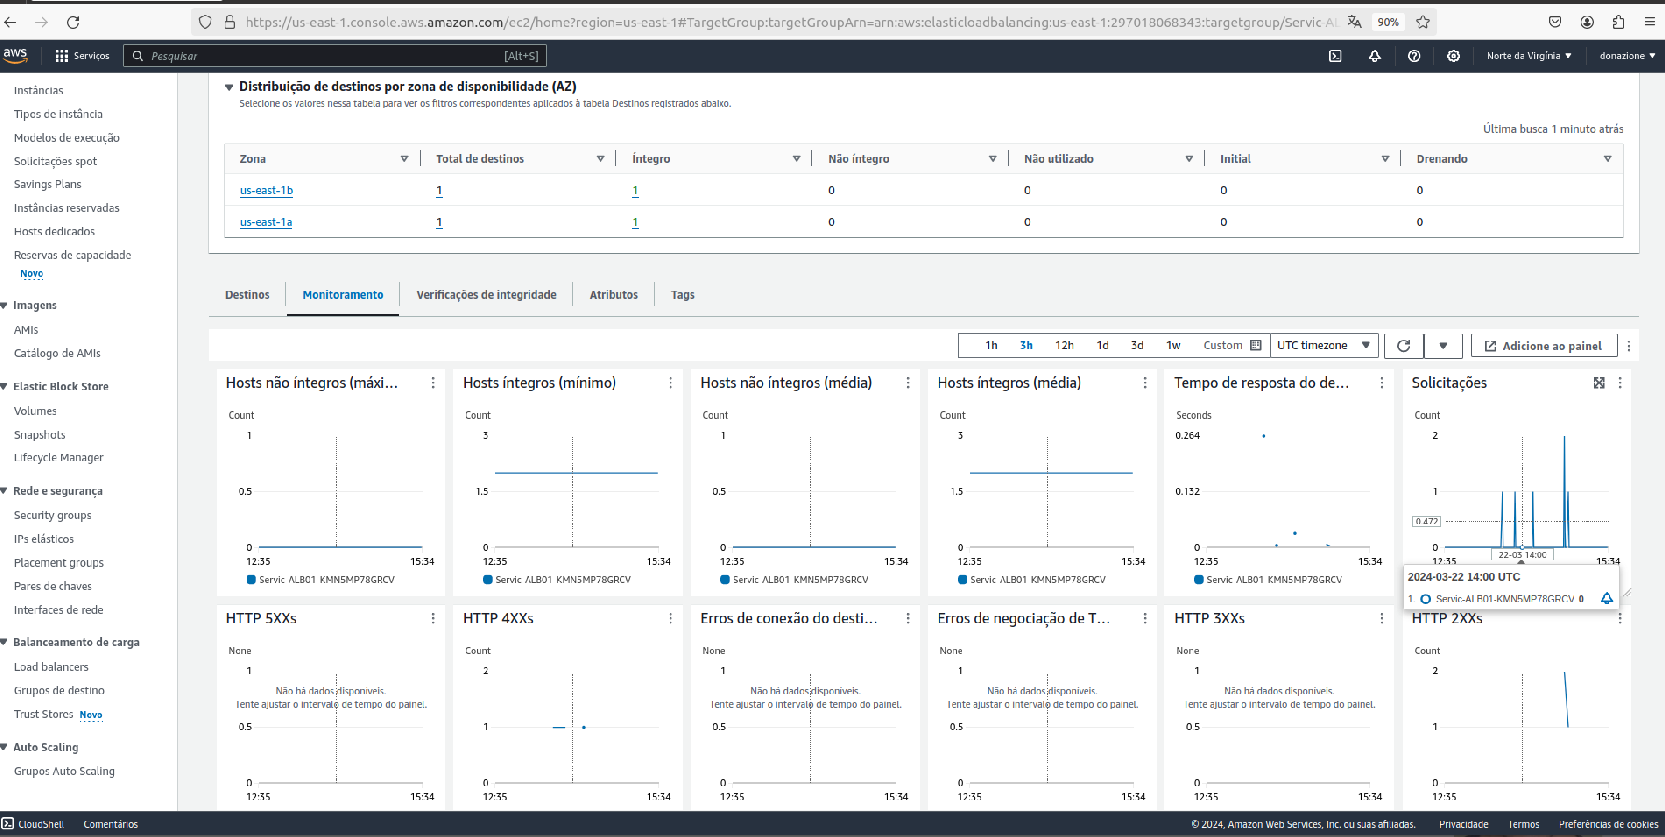 https://us-east-1.console.aws.amazon.com/ec2/home?region=us-east-1#TargetGroup:targetGroupArn=arn:aws:elasticloadbalancing:us-east-1:297018068343:targetgroup/Servic-AL
90%
aws
Serviços
Pesquisar
[Alt+S]
Norte da Virgínia
donazione
Instâncias
Tipos de instância
Modelos de execução
Solicitações spot
Savings Plans
Instâncias reservadas
Hosts dedicados
Reservas de capacidade
Novo
Imagens
AMIs
Catálogo de AMIs
Elastic Block Store
Volumes
Snapshots
Lifecycle Manager
Rede e segurança
Security groups
IPs elásticos
Placement groups
Pares de chaves
Interfaces de rede
Balanceamento de carga
Load balancers
Grupos de destino
Trust Stores Novo
Auto Scaling
Grupos Auto Scaling
Distribuição de destinos por zona de disponibilidade (AZ)
Selecione os valores nessa tabela para ver os filtros correspondentes aplicados à tabela Destinos registrados abaixo.
Última busca 1 minuto atrás
Zona Total de destinos Íntegro Não íntegro Não utilizado Initial Drenando
us-east-1b 1 1 0 0 0 0
us-east-1a 1 1 0 0 0 0
Destinos Monitoramento Verificações de integridade Atributos Tags
1h 3h 12h 1d 3d 1w Custom UTC timezone Adicione ao painel
Hosts não íntegros (máxi...
Count
1
0.5
0
12:35 15:34
Servic-ALB01-KMN5MP78GRCV
Hosts íntegros (mínimo)
Count
3
1.5
0
12:35 15:34
Servic-ALB01-KMN5MP78GRCV
Hosts não íntegros (média)
Count
1
0.5
0
12:35 15:34
Servic-ALB01-KMN5MP78GRCV
Hosts íntegros (média)
Count
3
1.5
0
12:35 15:34
Servic-ALB01-KMN5MP78GRCV
Tempo de resposta do de...
Seconds
0.264
0.132
0
12:35 15:34
Servic-ALB01-KMN5MP78GRCV
Solicitações
Count
2
1
0.472
0
22-03 14:00
12:35 15:34
2024-03-22 14:00 UTC
1 Servic-ALB01-KMN5MP78GRCV 0
HTTP 5XXs
None
1
Não há dados disponíveis.
Tente ajustar o intervalo de tempo do painel.
0.5
0
12:35 15:34
HTTP 4XXs
Count
2
1
0
12:35 15:34
Erros de conexão do desti...
None
1
Não há dados disponíveis.
Tente ajustar o intervalo de tempo do painel.
0.5
0
12:35 15:34
Erros de negociação de T...
None
1
Não há dados disponíveis.
Tente ajustar o intervalo de tempo do painel.
0.5
0
12:35 15:34
HTTP 3XXs
None
1
Não há dados disponíveis.
Tente ajustar o intervalo de tempo do painel.
0.5
0
12:35 15:34
HTTP 2XXs
Count
2
1
0
12:35 15:34
CloudShell Comentários
© 2024, Amazon Web Services, Inc. ou suas afiliadas. Privacidade Termos Preferências de cookies